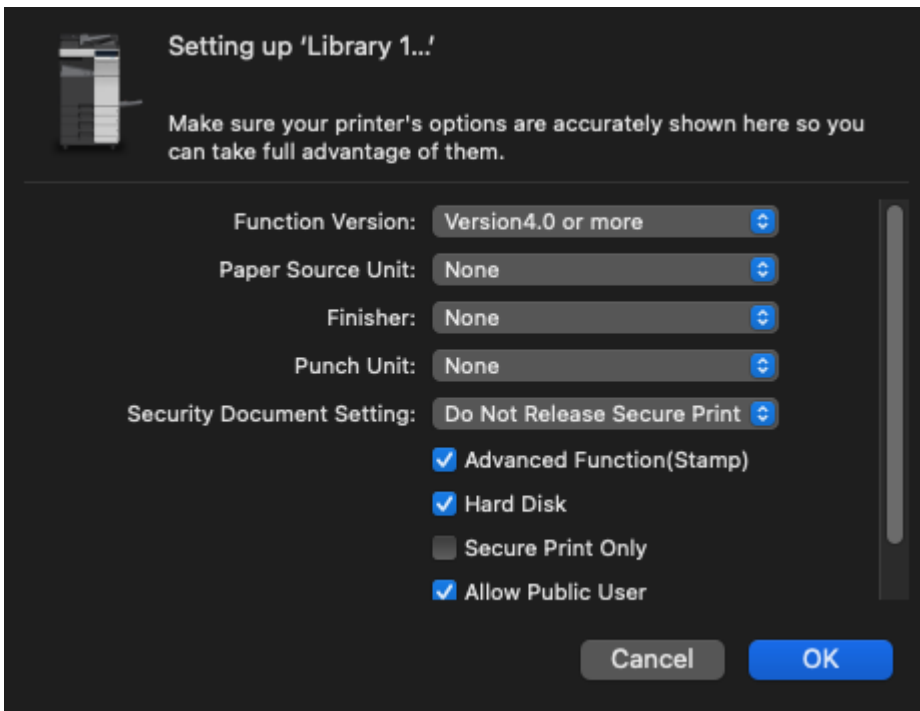 Setting up ‘Library 1...’
Make sure your printer's options are accurately shown here so you
can take full advantage of them.
Function Version: Version4.0 or more
Paper Source Unit: None
Finisher: None
Punch Unit: None
Security Document Setting: Do Not Release Secure Print
Advanced Function(Stamp)
Hard Disk
Secure Print Only
Allow Public User
Cancel OK